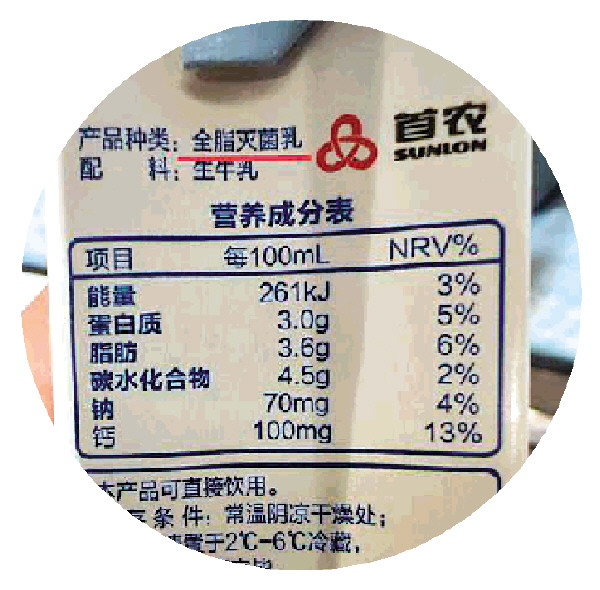 产品种类：全脂灭菌乳
配 料：生牛乳
首农
SUNLON
营养成分表
项目 每100mL NRV%
能量 261kJ 3%
蛋白质 3.0g 5%
脂肪 3.6g 6%
碳水化合物 4.5g 2%
钠 70mg 4%
钙 100mg 13%
本产品可直接饮用。
条件：常温阴凉干燥处；
置于2℃-6℃冷藏，